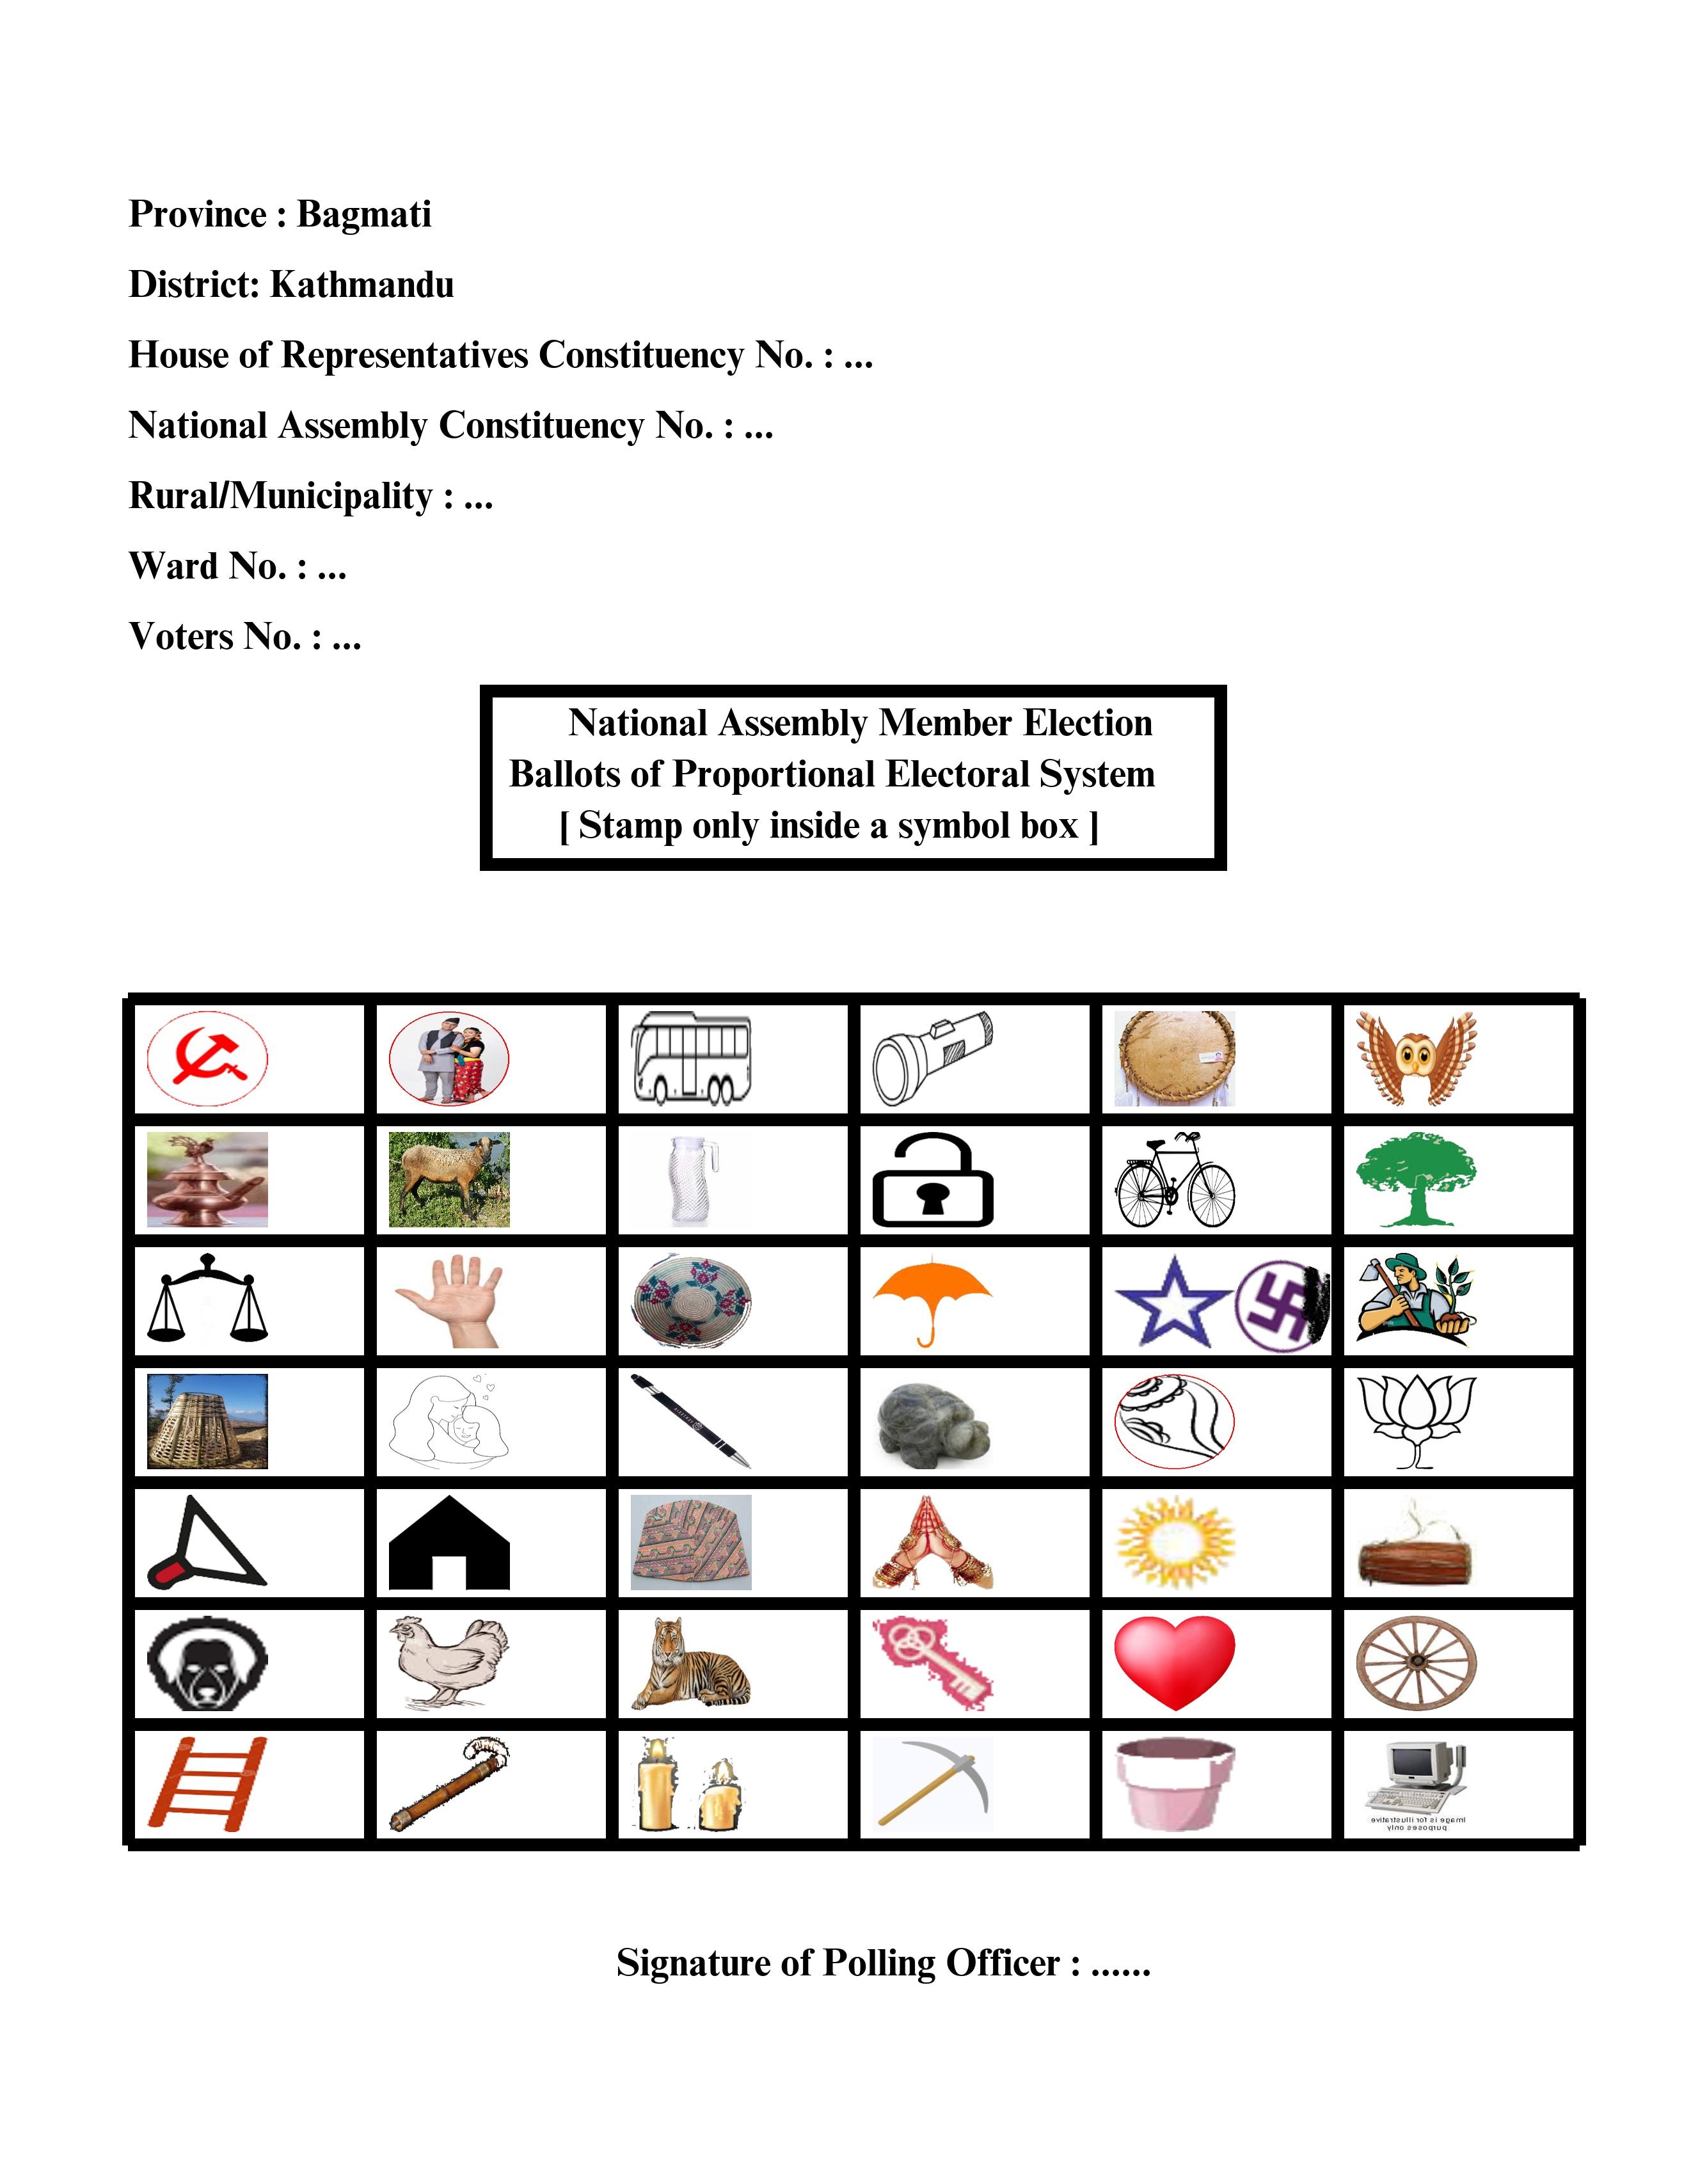 Province : Bagmati
District: Kathmandu
House of Representatives Constituency No. : ...
National Assembly Constituency No. : ...
Rural/Municipality : ...
Ward No. : ...
Voters No. : ...
National Assembly Member Election
Ballots of Proportional Electoral System
[ Stamp only inside a symbol box ]
Image is for illustrative
purposes only
Signature of Polling Officer : ......